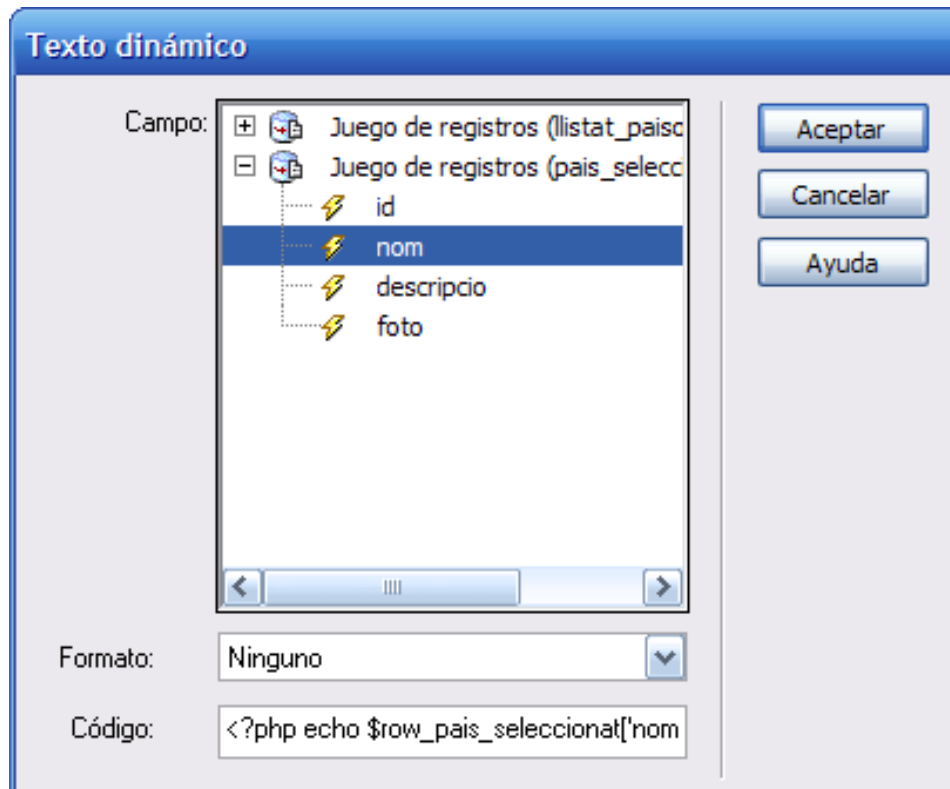 Texto dinámico
Campo:
Juego de registros (llistat_paiso
Juego de registros (pais_selecc
id
nom
descripcio
foto
Aceptar
Cancelar
Ayuda
Formato: Ninguno
Código: <?php echo $row_pais_seleccionat['nom